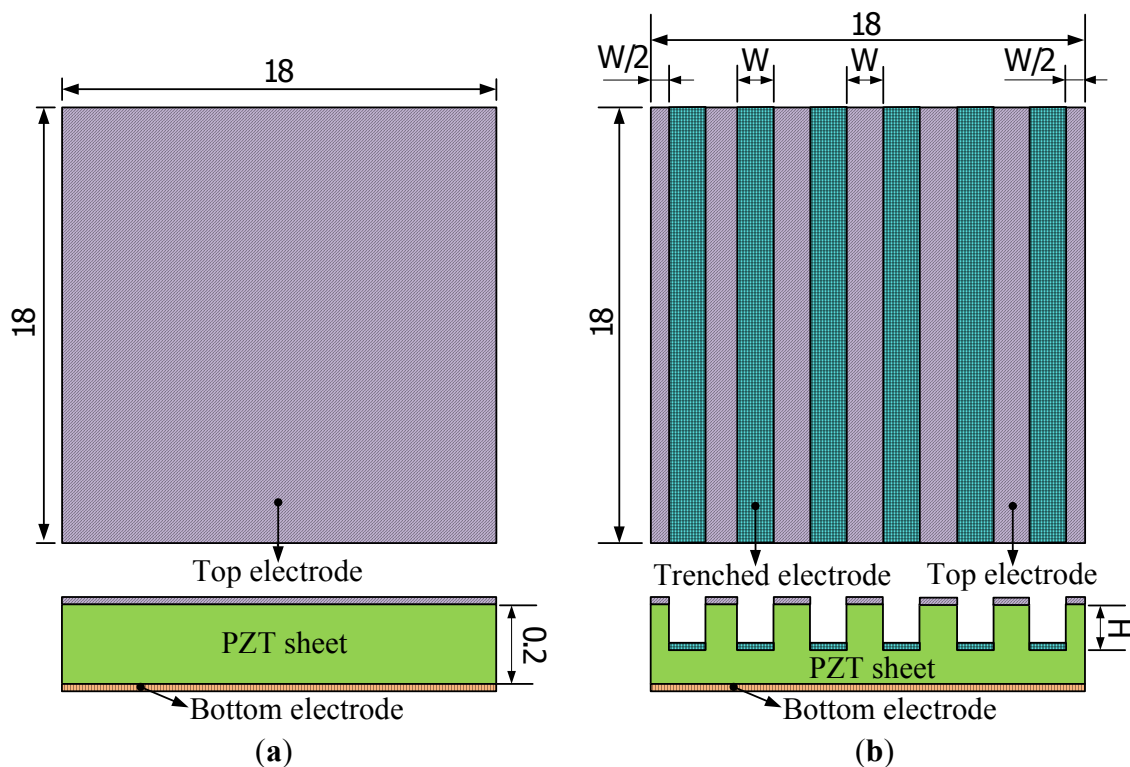 18
18
Top electrode
PZT sheet
0.2
Bottom electrode
(a)
18
W/2
W
W
W/2
18
Trenched electrode
Top electrode
H
PZT sheet
Bottom electrode
(b)